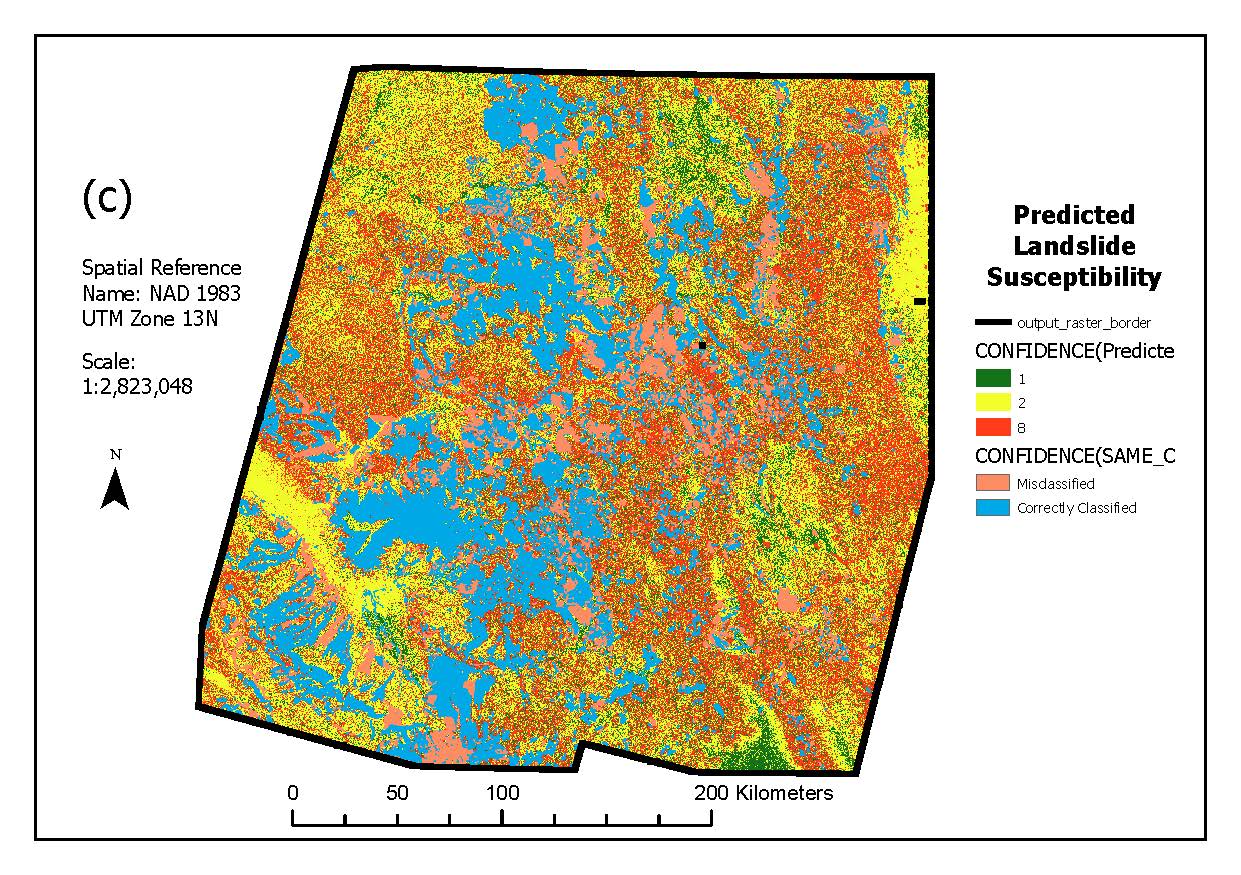 (c)
Spatial Reference
Name: NAD 1983
UTM Zone 13N
Scale:
1:2,823,048
N
Predicted
Landslide
Susceptibility
output_raster_border
CONFIDENCE(Predicte
1
2
8
CONFIDENCE(SAME_C
Misclassified
Correctly Classified
0 50 100 200 Kilometers